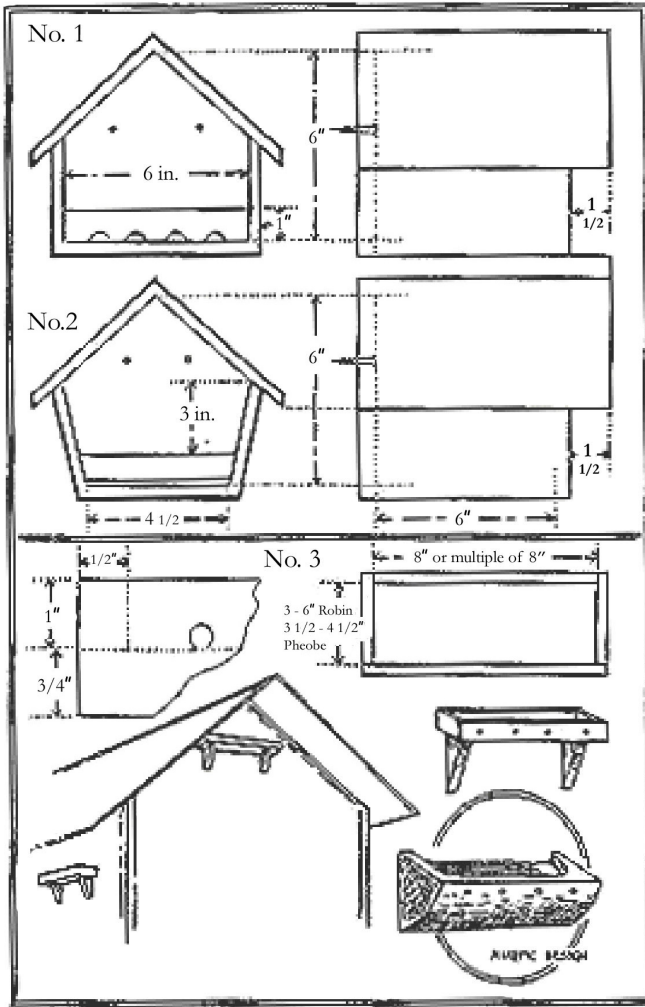 No. 1
6"
6 in.
1"
1
1/2
No.2
6"
3 in.
1
1/2
4 1/2
6"
No. 3
1/2"
8" or multiple of 8"
1"
3 - 6" Robin
3 1/2 - 4 1/2"
Pheobe
3/4"
RUSTIC DESIGN